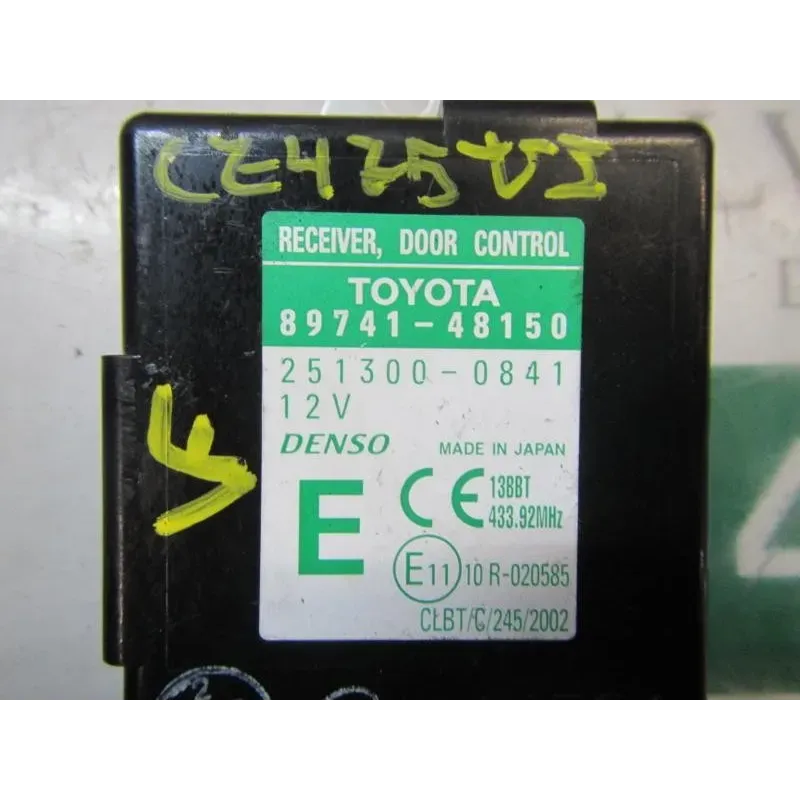 CZ425VI
RECEIVER, DOOR CONTROL
TOYOTA
89741-48150
251300-0841
12V
DENSO MADE IN JAPAN
E CE 13BBT
433.92MHz
E11 10 R-020585
CLBT/C/245/2002